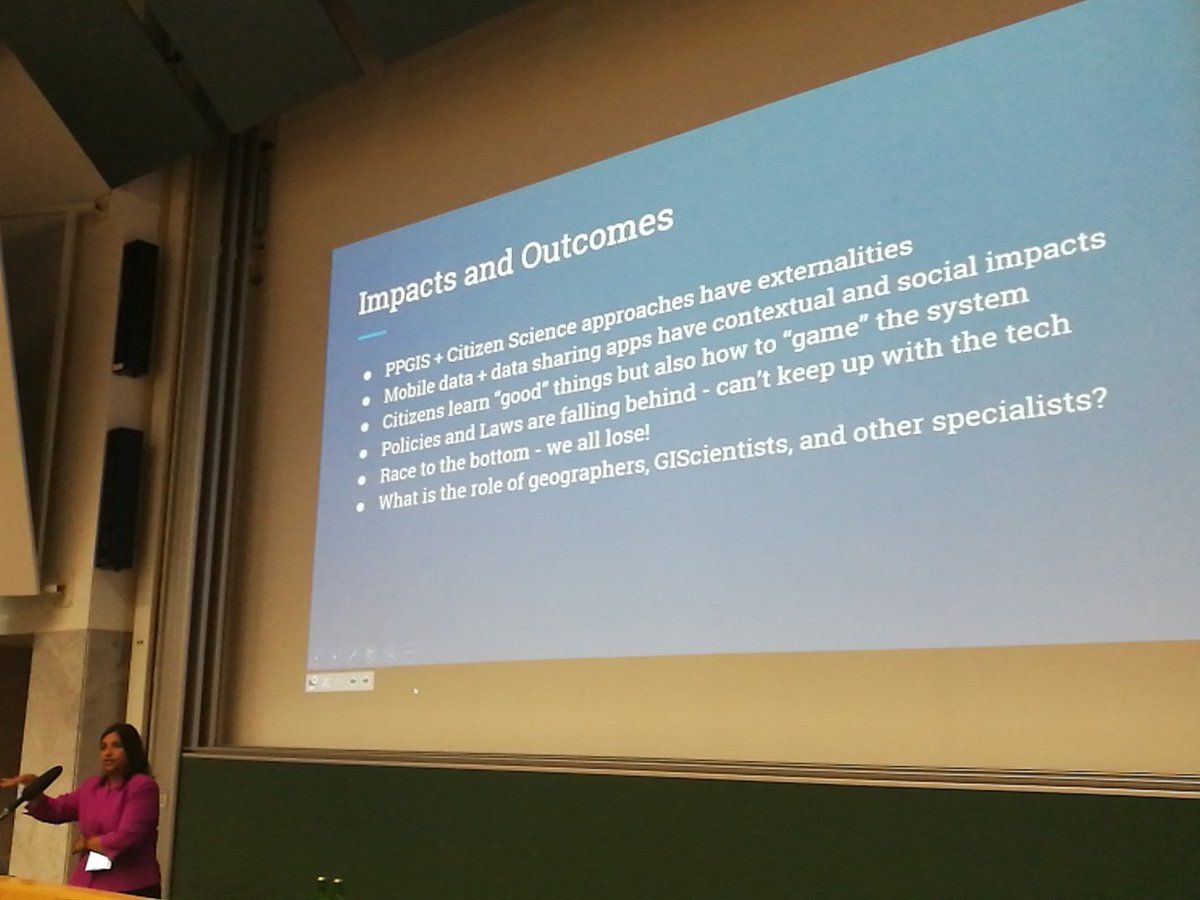 Impacts and Outcomes
● PPGIS + Citizen Science approaches have externalities
● Mobile data + data sharing apps have contextual and social impacts
● Citizens learn “good” things but also how to “game” the system
● Policies and Laws are falling behind - can't keep up with the tech
● Race to the bottom - we all lose!
● What is the role of geographers, GIScientists, and other specialists?